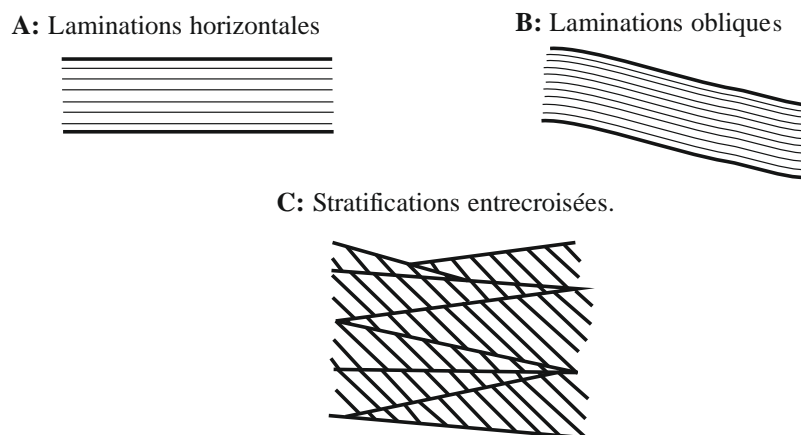 A: Laminations horizontales
B: Laminations obliques
C: Stratifications entrecroisées.